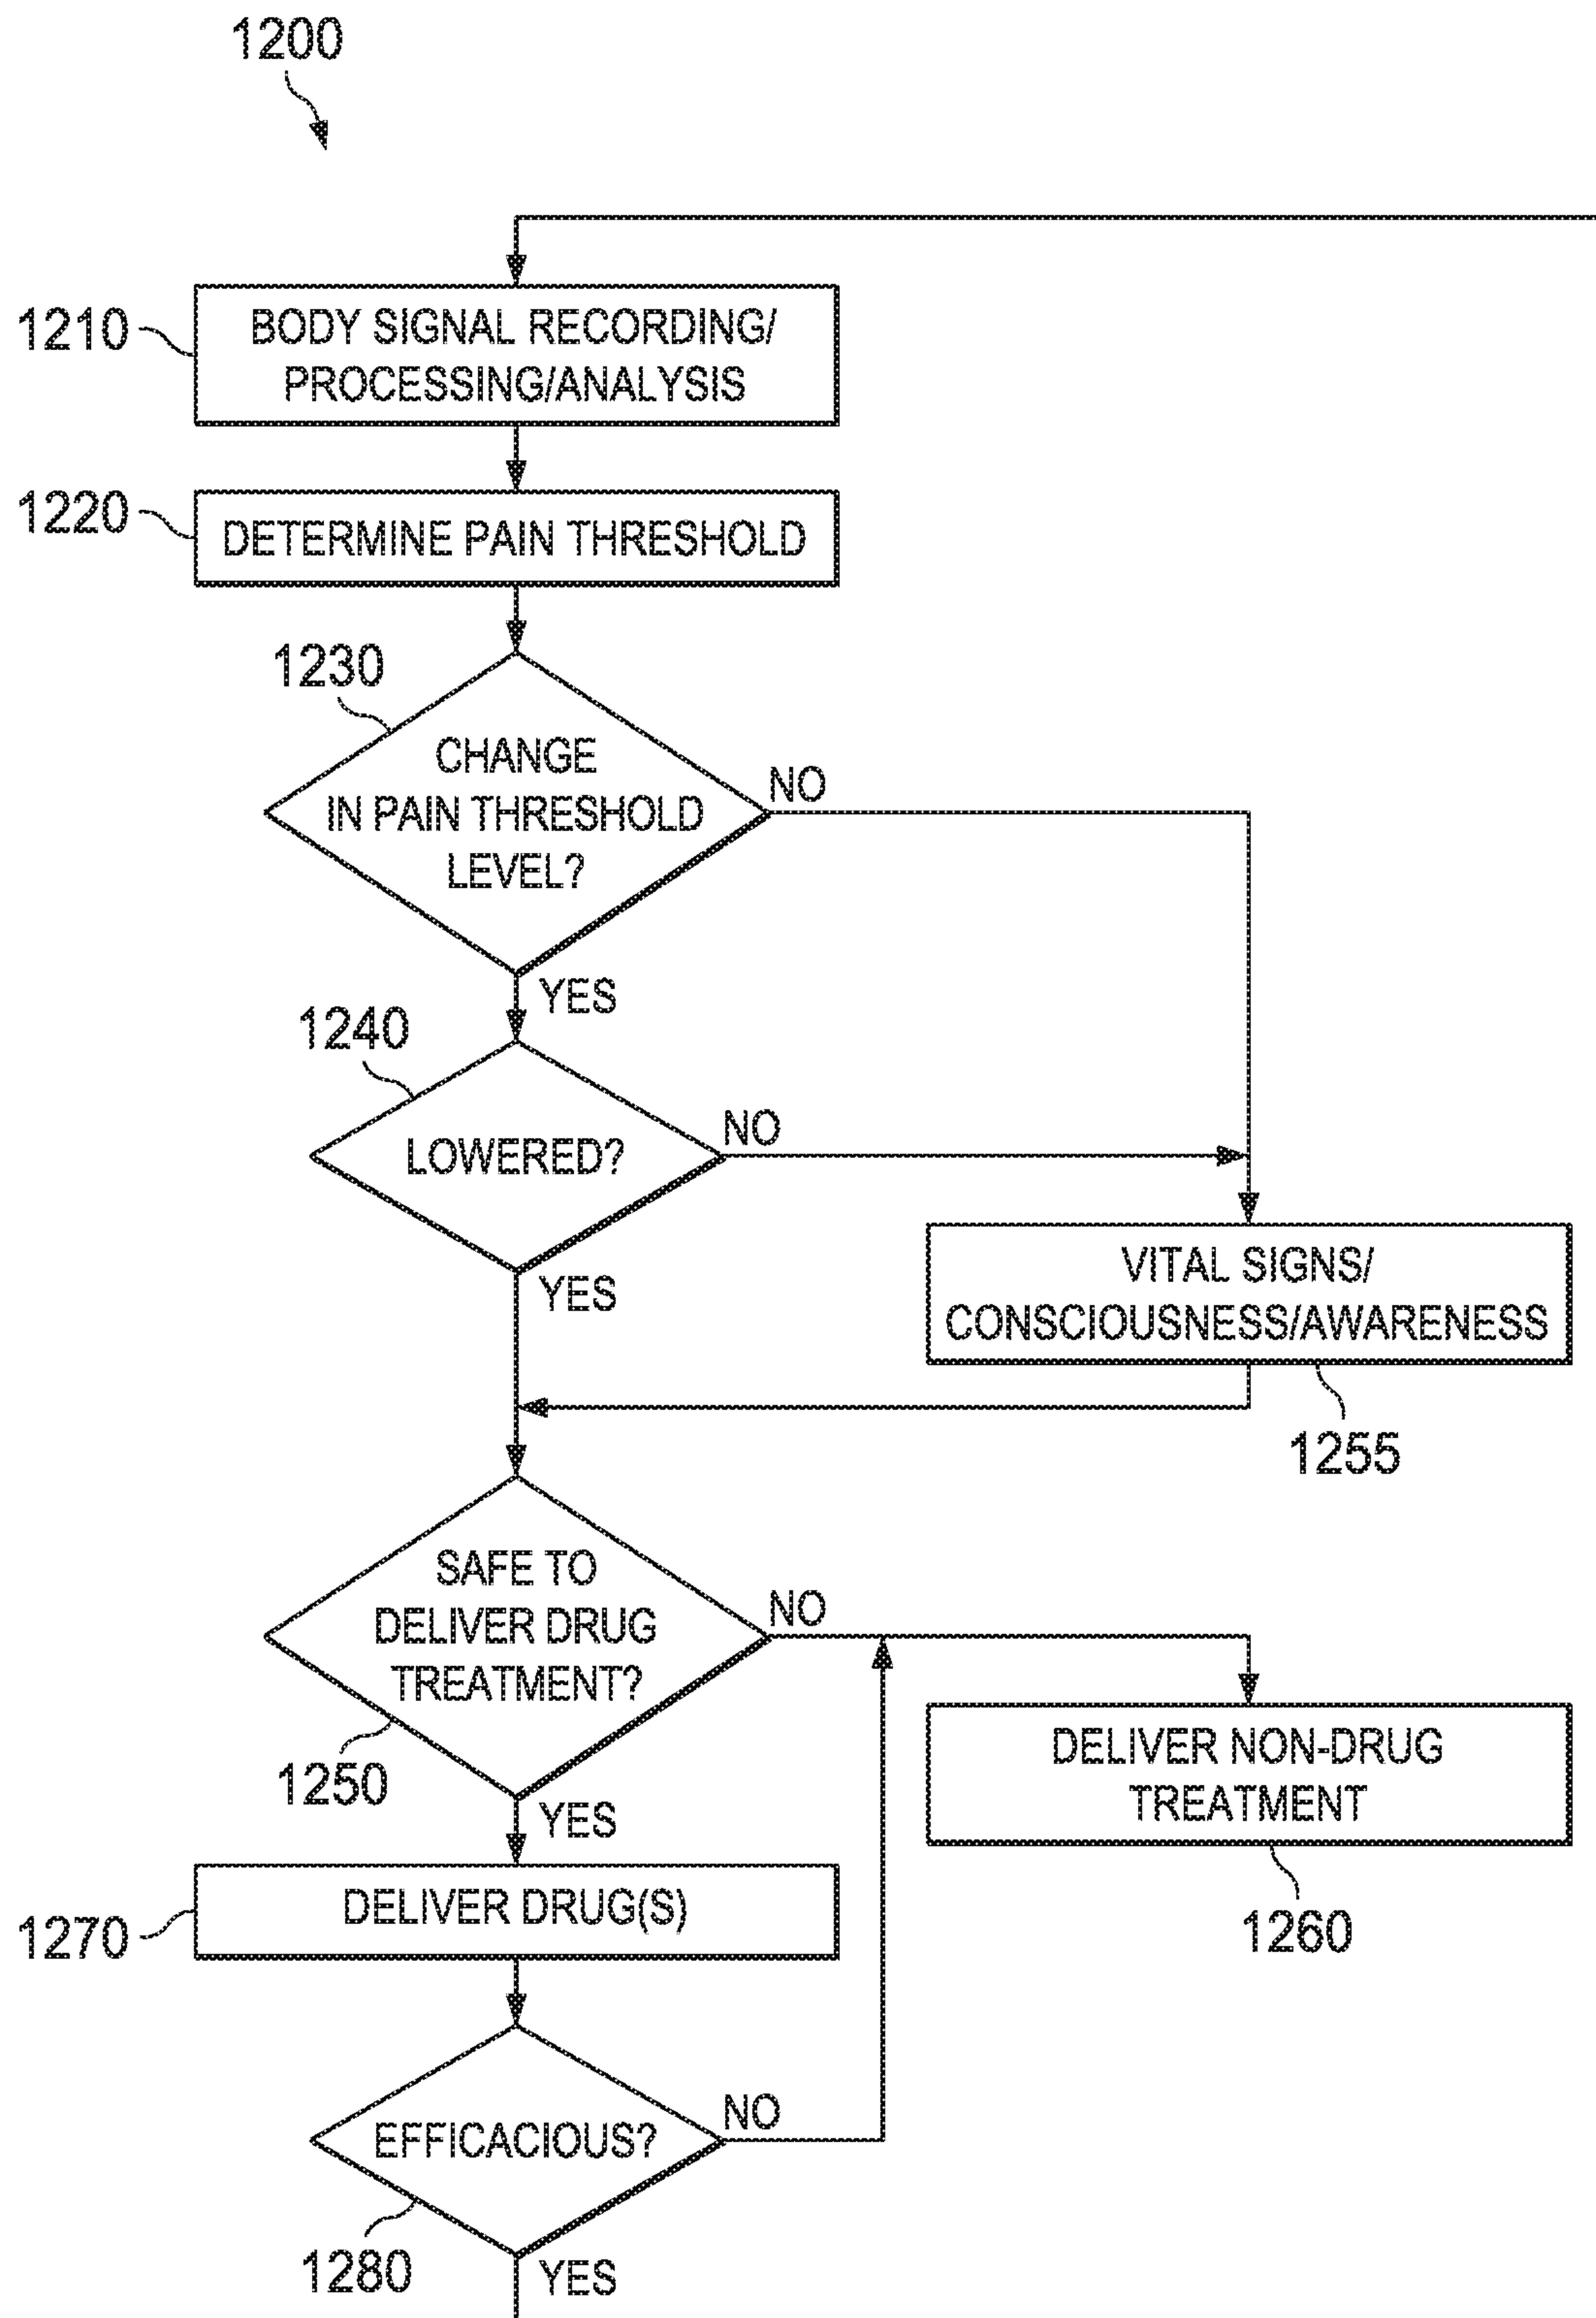 1200
1210
BODY SIGNAL RECORDING/
PROCESSING/ANALYSIS
1220
DETERMINE PAIN THRESHOLD
1230
CHANGE
IN PAIN THRESHOLD
LEVEL?
NO
YES
1240
LOWERED?
NO
YES
VITAL SIGNS/
CONSCIOUSNESS/AWARENESS
1255
SAFE TO
DELIVER DRUG
TREATMENT?
NO
1250
YES
DELIVER NON-DRUG
TREATMENT
1260
1270
DELIVER DRUG(S)
EFFICACIOUS?
NO
1280
YES